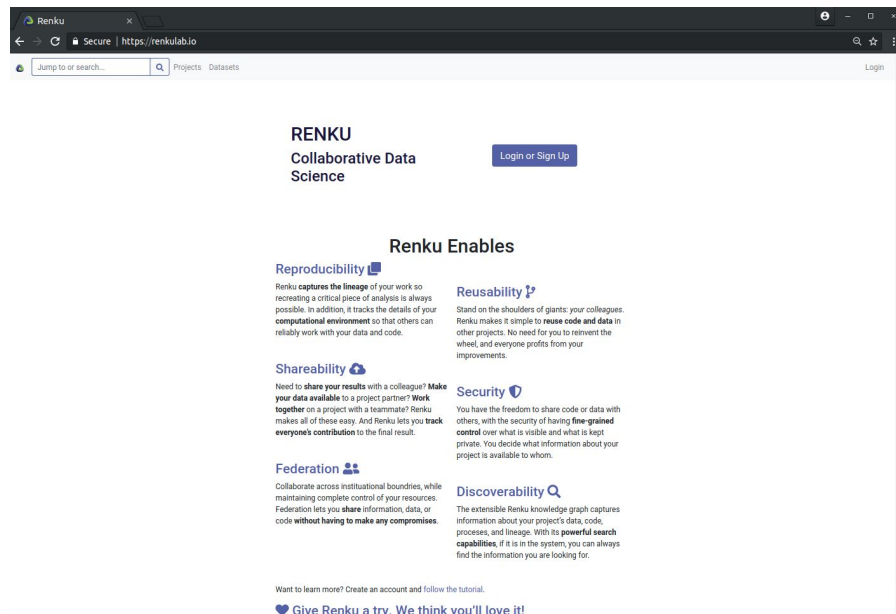 Renku
Secure | https://renkulab.io
Jump to or search...
Projects Datasets
Login
RENKU
Collaborative Data
Science
Login or Sign Up
Renku Enables
Reproducibility
Renku captures the lineage of your work so
recreating a critical piece of analysis is always
possible. In addition, it tracks the details of your
computational environment so that others can
reliably work with your data and code.
Reusability
Stand on the shoulders of giants: your colleagues.
Renku makes it simple to reuse code and data in
other projects. No need for you to reinvent the
wheel, and everyone profits from your
improvements.
Shareability
Need to share your results with a colleague? Make
your data available to a project partner? Work
together on a project with a teammate? Renku
makes all of these easy. And Renku lets you track
everyone's contribution to the final result.
Security
You have the freedom to share code or data with
others, with the security of having fine-grained
control over what is visible and what is kept
private. You decide what information about your
project is available to whom.
Federation
Collaborate across instituational boundries, while
maintaining complete control of your resources.
Federation lets you share information, data, or
code without having to make any compromises.
Discoverability
The extensible Renku knowledge graph captures
information about your project's data, code,
proceses, and lineage. With its powerful search
capabilities, if it is in the system, you can always
find the information you are looking for.
Want to learn more? Create an account and follow the tutorial.
Give Renku a try. We think you'll love it!